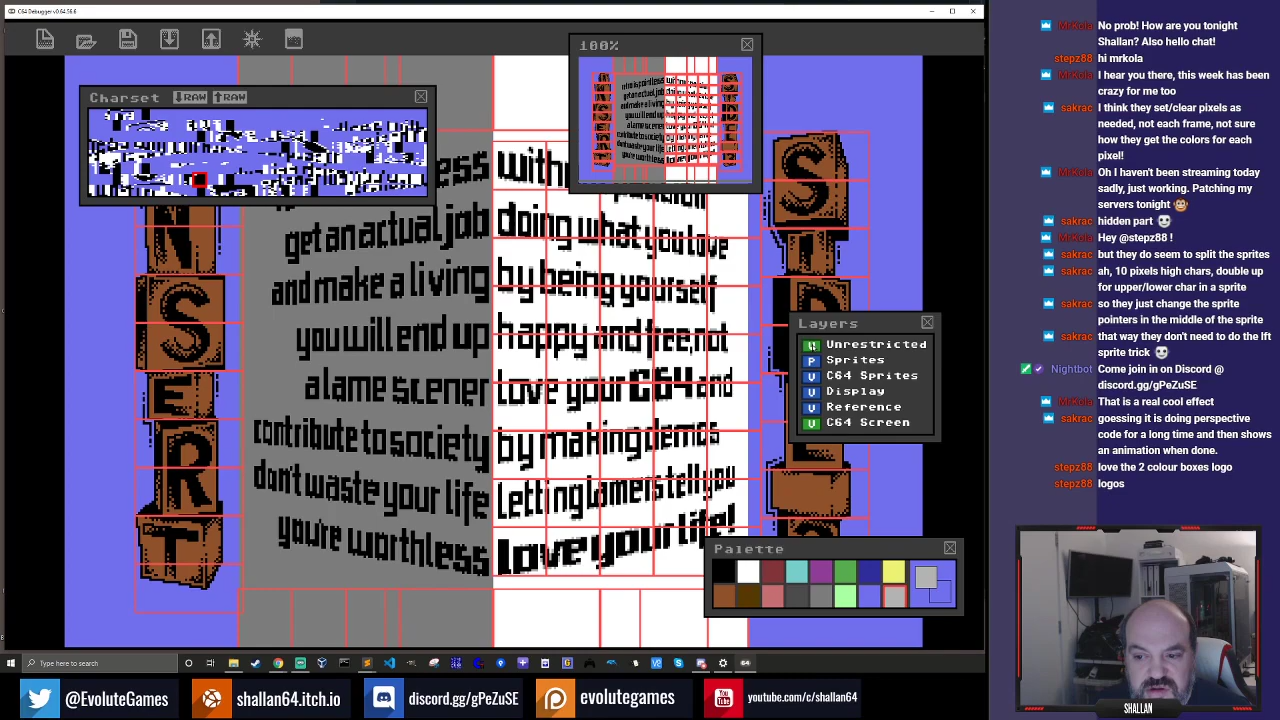 C64 Debugger v0.64.56.6
100%
Charset
RAW
RAW
less
get an actual job
and make a living
you will end up
a lame scener
contribute to society
don't waste your life
you're worthless
with
doing what you love
by being yourself
happy and free, not
love your C64 and
by making demos
Letting lamers tell you
love your life!
N
S
E
R
T
S
I
D
Layers
Unrestricted
P Sprites
V C64 Sprites
V Display
V Reference
V C64 Screen
Palette
Type here to search
@EvoluteGames
shallan64.itch.io
discord.gg/gPeZuSE
evolutegames
You Tube
youtube.com/c/shallan64
MrKola No prob! How are you tonight
Shallan? Also hello chat!
stepz88 hi mrkola
MrKola I hear you there, this week has been
crazy for me too
sakrac I think they set/clear pixels as
needed, not each frame, not sure
how they get the colors for each
pixel!
MrKola Oh I haven't been streaming today
sadly, just working. Patching my
servers tonight
sakrac hidden part
MrKola Hey @stepz88 !
sakrac but they do seem to split the sprites
sakrac ah, 10 pixels high chars, double up
for upper/lower char in a sprite
sakrac so they just change the sprite
pointers in the middle of the sprite
sakrac that way they don't need to do the lft
sprite trick
Nightbot Come join in on Discord @
discord.gg/gPeZuSE
MrKola That is a real cool effect
sakrac goessing it is doing perspective
code for a long time and then shows
an animation when done.
stepz88 love the 2 colour boxes logo
stepz88 logos
SHALLAN